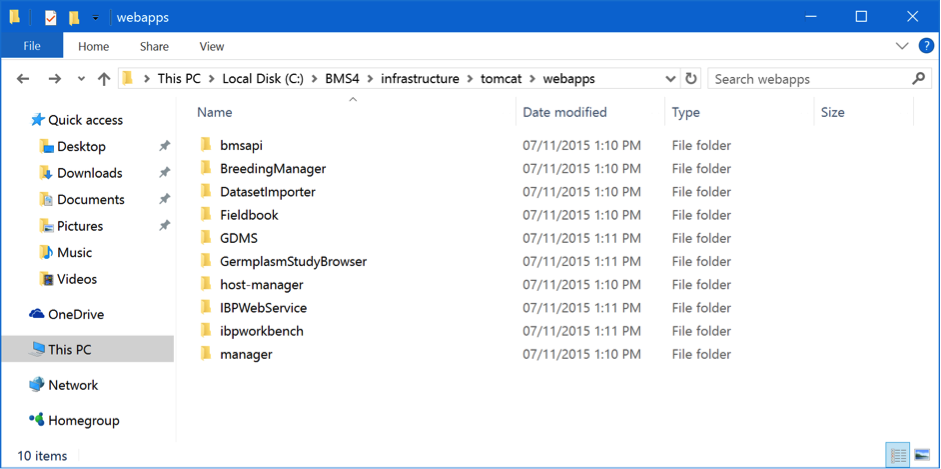 webapps
File Home Share View
This PC Local Disk (C:) BMS4 infrastructure tomcat webapps Search webapps
Name Date modified Type Size
Quick access
Desktop
Downloads
Documents
Pictures
Music
Videos
OneDrive
This PC
Network
Homegroup
bmsapi 07/11/2015 1:10 PM File folder
BreedingManager 07/11/2015 1:10 PM File folder
DatasetImporter 07/11/2015 1:10 PM File folder
Fieldbook 07/11/2015 1:10 PM File folder
GDMS 07/11/2015 1:11 PM File folder
GermplasmStudyBrowser 07/11/2015 1:11 PM File folder
host-manager 07/11/2015 1:10 PM File folder
IBPWebService 07/11/2015 1:11 PM File folder
ibpworkbench 07/11/2015 1:11 PM File folder
manager 07/11/2015 1:10 PM File folder
10 items